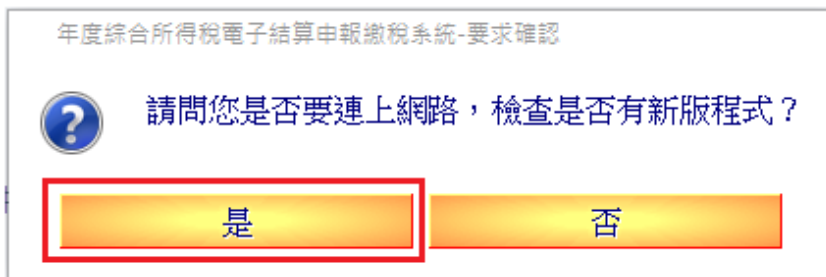 年度綜合所得稅電子結算申報繳稅系統-要求確認
請問您是否要連上網路，檢查是否有新版程式？
是
否